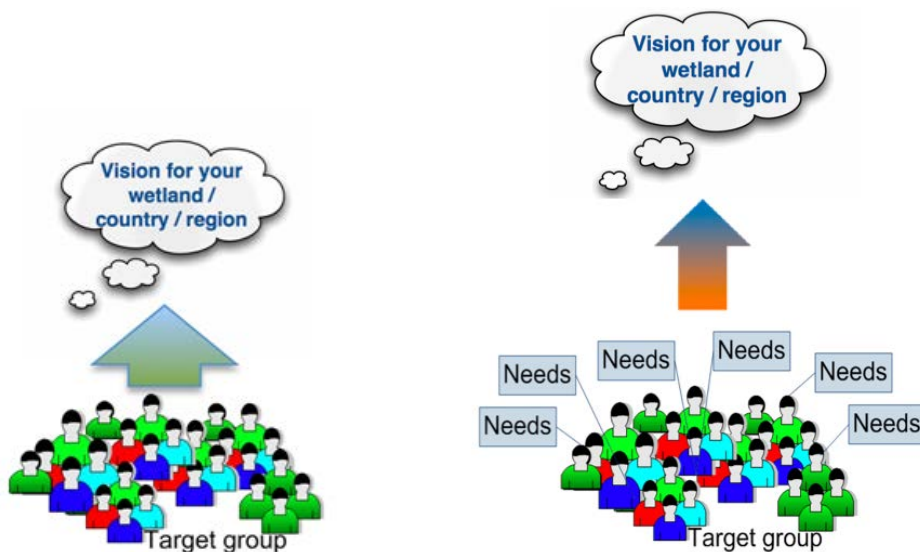 Vision for your
wetland /
country / region
Target group
Vision for your
wetland /
country / region
Needs
Needs
Needs
Needs
Needs
Needs
Target group